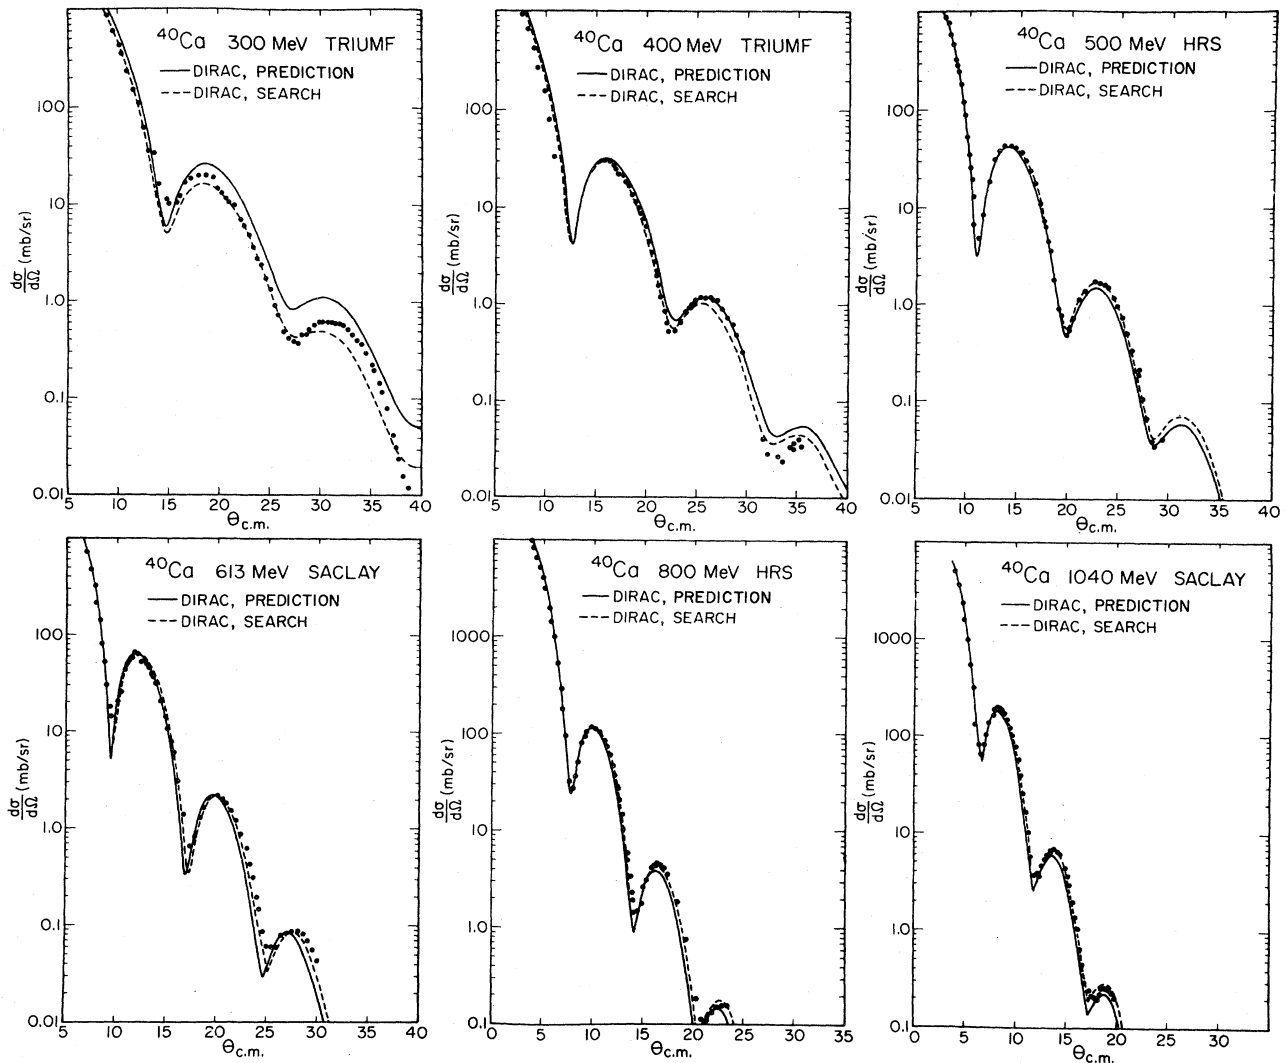 40Ca 300 MeV TRIUMF
DIRAC, PREDICTION
DIRAC, SEARCH
100
10
1.0
0.1
0.01
dσ/dΩ (mb/sr)
5 10 15 20 25 30 35 40
θc.m.
40Ca 400 MeV TRIUMF
DIRAC, PREDICTION
DIRAC, SEARCH
100
10
1.0
0.1
0.01
dσ/dΩ (mb/sr)
5 10 15 20 25 30 35 40
θc.m.
40Ca 500 MeV HRS
DIRAC, PREDICTION
DIRAC, SEARCH
100
10
1.0
0.1
0.01
dσ/dΩ (mb/sr)
5 10 15 20 25 30 35 40
θc.m.
40Ca 613 MeV SACLAY
DIRAC, PREDICTION
DIRAC, SEARCH
100
10
1.0
0.1
0.01
dσ/dΩ (mb/sr)
5 10 15 20 25 30 35 40
θc.m.
40Ca 800 MeV HRS
DIRAC, PREDICTION
DIRAC, SEARCH
1000
100
10
1.0
0.1
dσ/dΩ (mb/sr)
0 5 10 15 20 25 30 35
θc.m.
40Ca 1040 MeV SACLAY
DIRAC, PREDICTION
DIRAC, SEARCH
1000
100
10
1.0
0.1
dσ/dΩ (mb/sr)
0 5 10 15 20 25 30 35
θc.m.